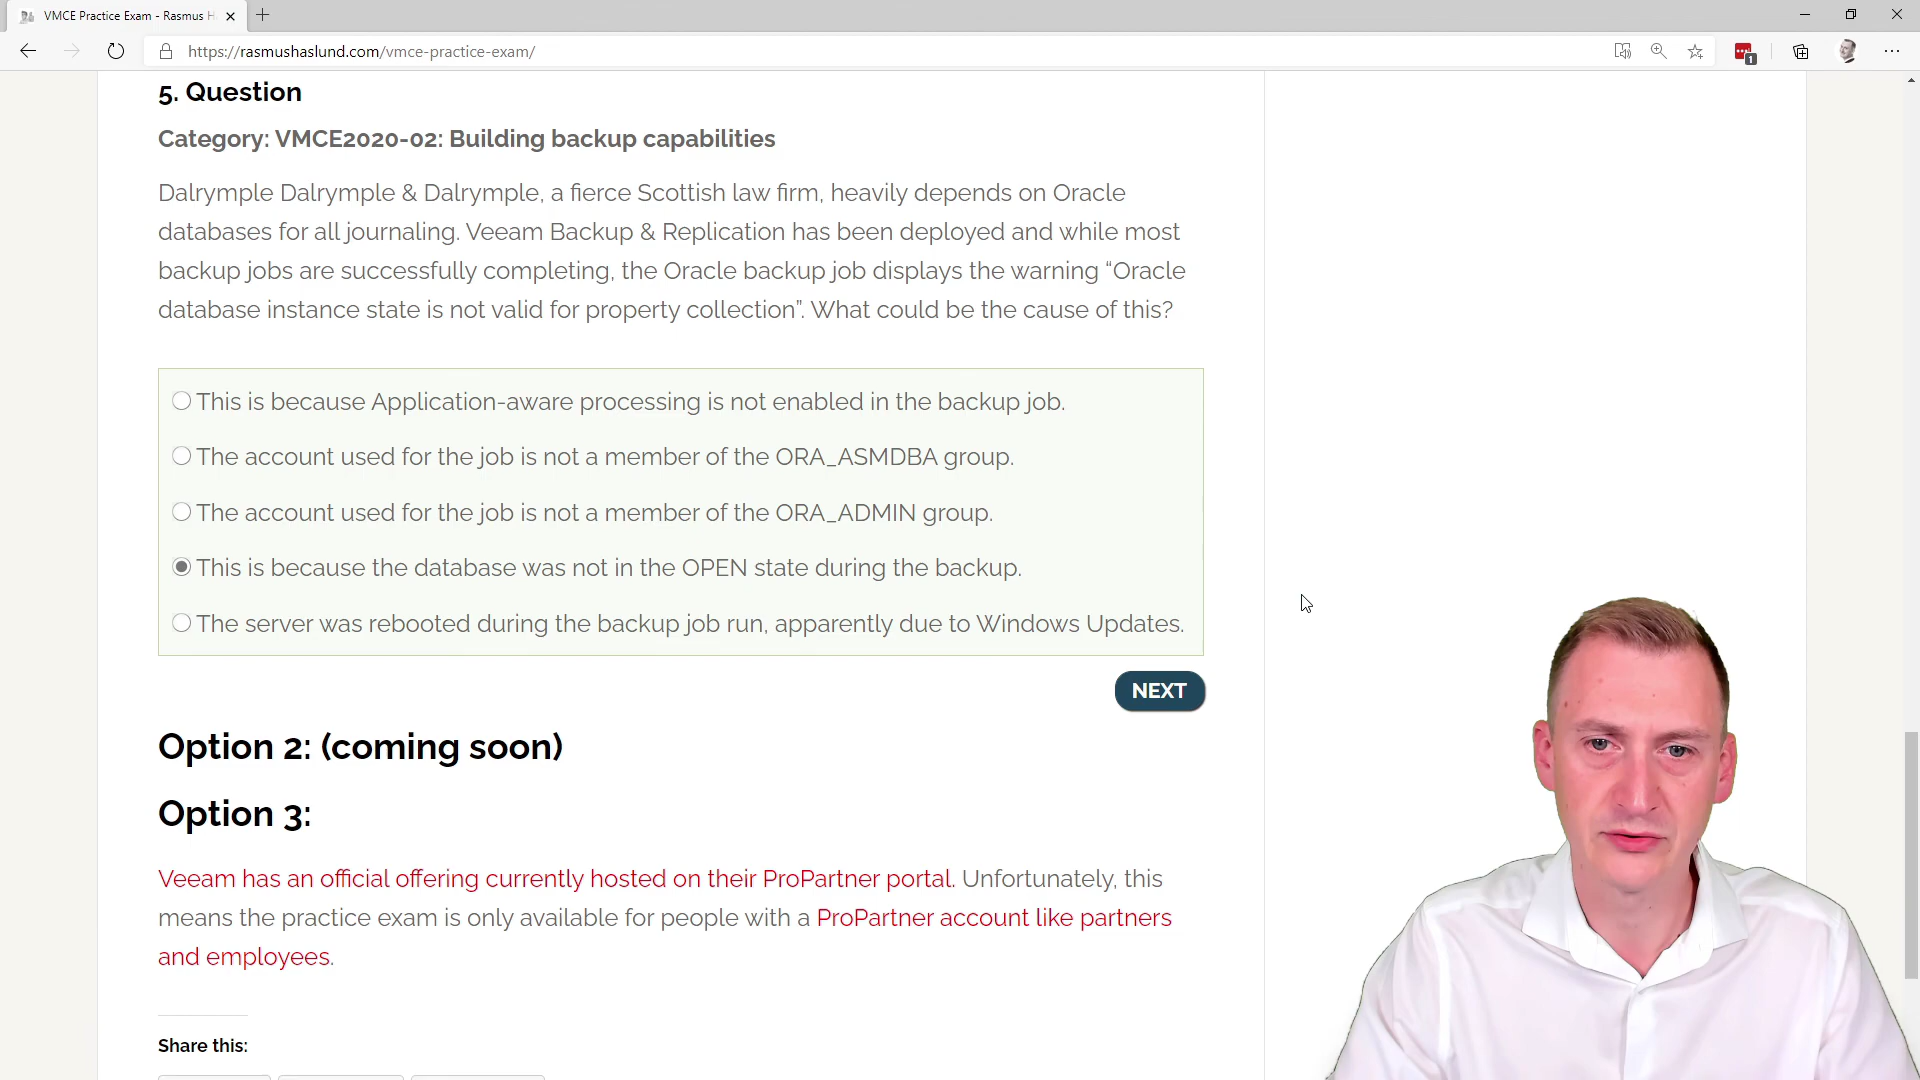 VMCE Practice Exam - Rasmus H
https://rasmushaslund.com/vmce-practice-exam/
1
5. Question
Category: VMCE2020-02: Building backup capabilities
Dalrymple Dalrymple & Dalrymple, a fierce Scottish law firm, heavily depends on Oracle
databases for all journaling. Veeam Backup & Replication has been deployed and while most
backup jobs are successfully completing, the Oracle backup job displays the warning “Oracle
database instance state is not valid for property collection”. What could be the cause of this?
This is because Application-aware processing is not enabled in the backup job.
The account used for the job is not a member of the ORA_ASMDBA group.
The account used for the job is not a member of the ORA_ADMIN group.
This is because the database was not in the OPEN state during the backup.
The server was rebooted during the backup job run, apparently due to Windows Updates.
NEXT
Option 2: (coming soon)
Option 3:
Veeam has an official offering currently hosted on their ProPartner portal. Unfortunately, this
means the practice exam is only available for people with a ProPartner account like partners
and employees.
Share this: